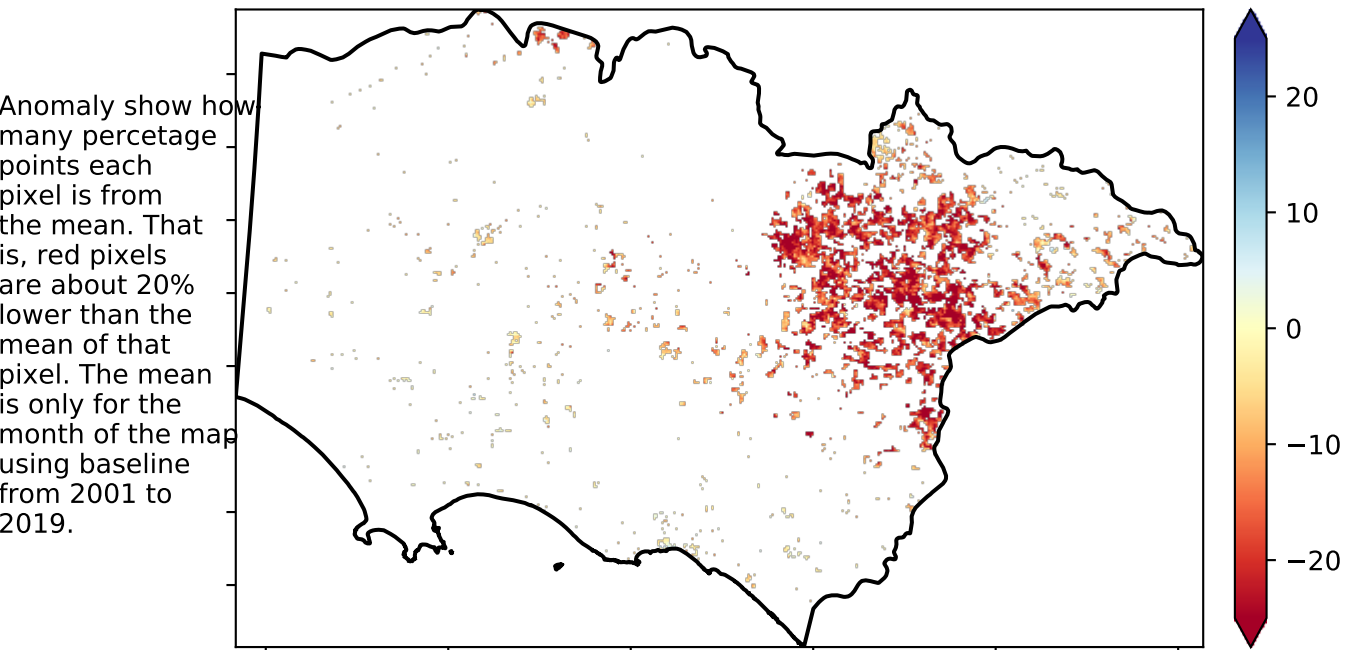 Anomaly show how
many percetage
points each
pixel is from
the mean. That
is, red pixels
are about 20%
lower than the
mean of that
pixel. The mean
is only for the
month of the map
using baseline
from 2001 to
2019.
20
10
0
−10
−20